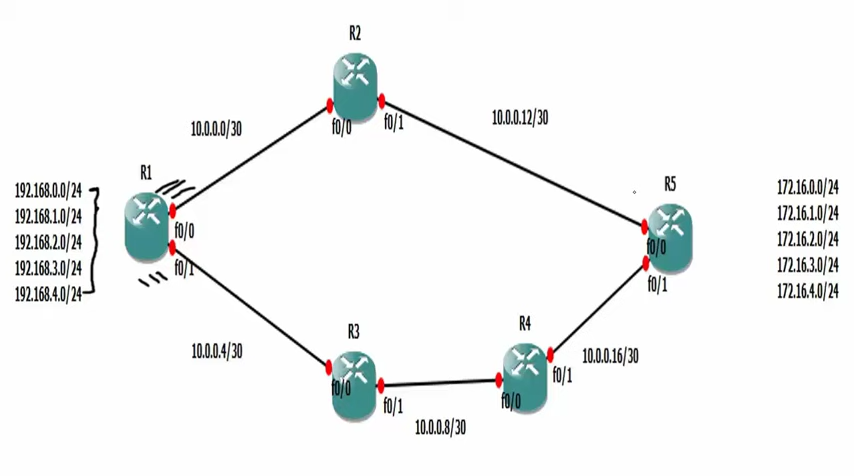 R2
10.0.0.0/30
f0/0
f0/1
10.0.0.12/30
R1
192.168.0.0/24
192.168.1.0/24
192.168.2.0/24
192.168.3.0/24
192.168.4.0/24
f0/0
f0/1
R5
f0/0
f0/1
172.16.0.0/24
172.16.1.0/24
172.16.2.0/24
172.16.3.0/24
172.16.4.0/24
10.0.0.4/30
R3
f0/0
f0/1
10.0.0.8/30
R4
f0/0
f0/1
10.0.0.16/30